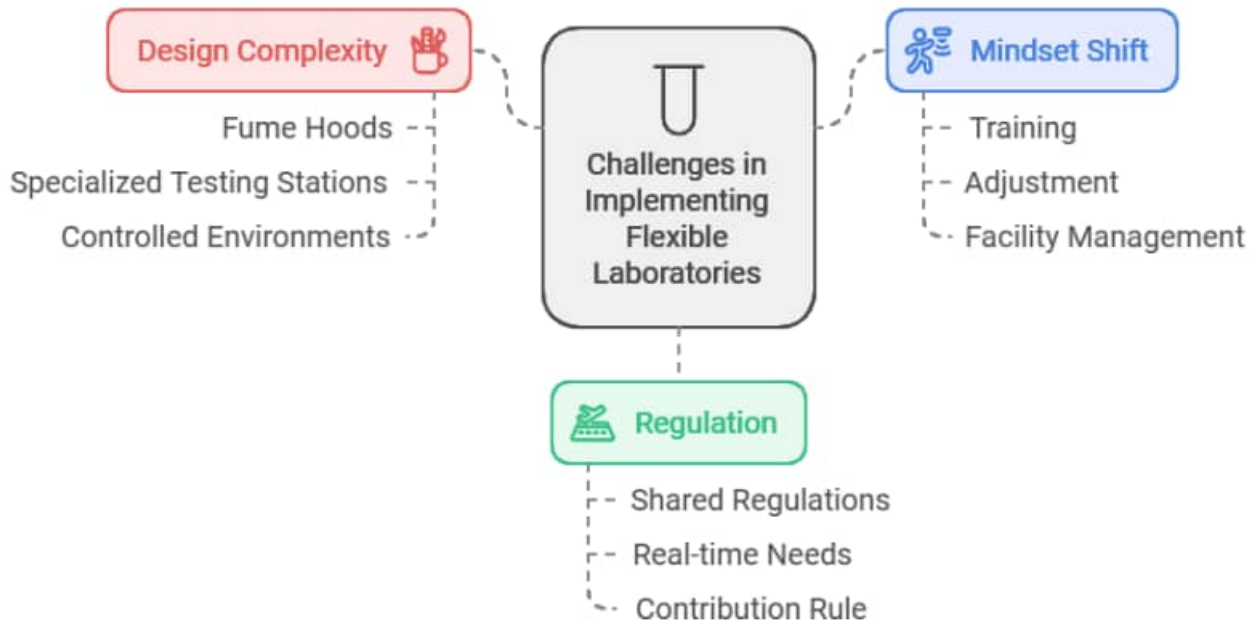 Design Complexity
Fume Hoods
Specialized Testing Stations
Controlled Environments
Challenges in
Implementing
Flexible
Laboratories
Mindset Shift
Training
Adjustment
Facility Management
Regulation
Shared Regulations
Real-time Needs
Contribution Rule